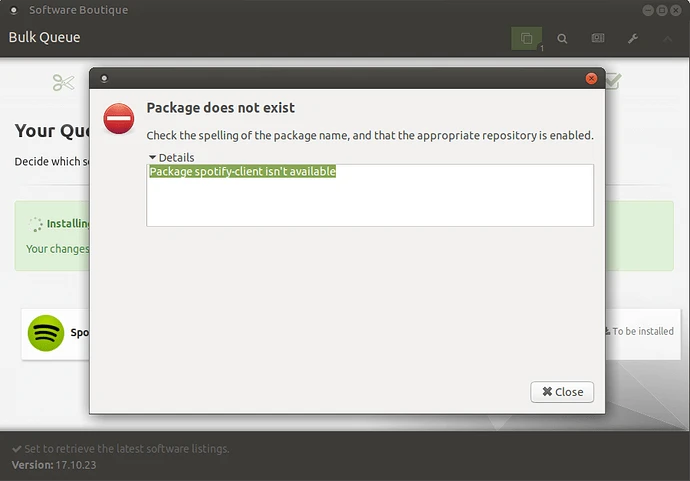 Software Boutique
Bulk Queue
1
Package does not exist
Check the spelling of the package name, and that the appropriate repository is enabled.
Details
Package spotify-client isn't available
Your Que
Decide which s
Installing
Your changes
Spo
To be installed
Close
Set to retrieve the latest software listings.
Version: 17.10.23